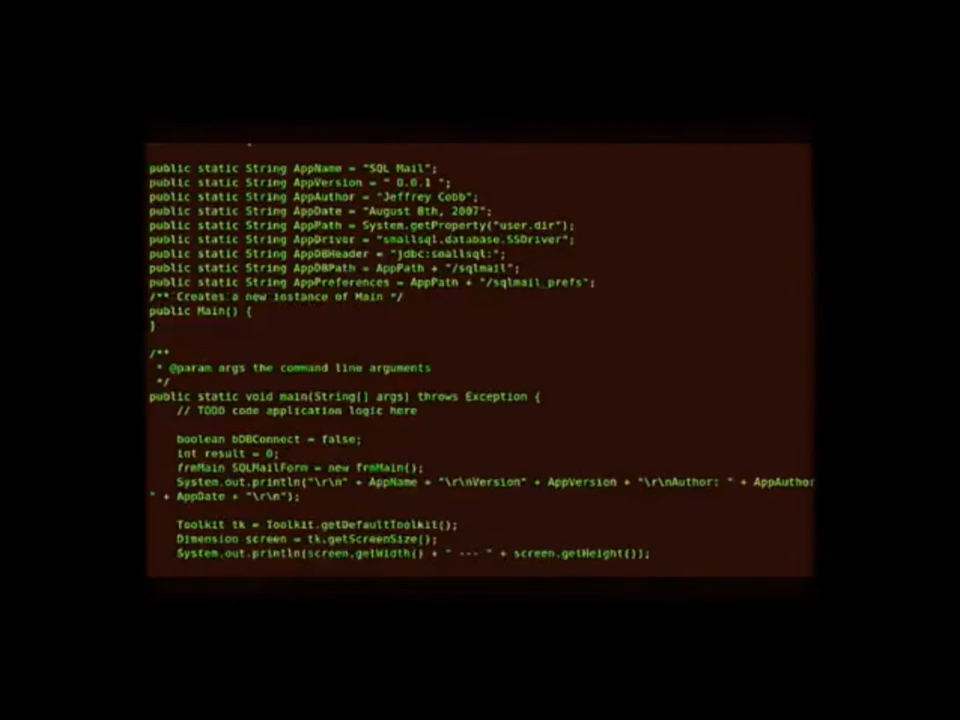 public static String AppName = "SQL Mail";
public static String AppVersion = " 0.0.1 ";
public static String AppAuthor = "Jeffrey Cobb";
public static String AppDate = "August 8th, 2007";
public static String AppPath = System.getProperty("user.dir");
public static String AppDriver = "smallsql.database.SSDriver";
public static String AppDBHeader = "jdbc:smallsql:";
public static String AppDBPath = AppPath + "/sqlmail";
public static String AppPreferences = AppPath + "/sqlmail_prefs";
/** Creates a new instance of Main */
public Main() {
}
/**
* @param args the command line arguments
*/
public static void main(String[] args) throws Exception {
// TODO code application logic here
boolean bDBConnect = false;
int result = 0;
frmMain SQLMailForm = new frmMain();
System.out.println("\r\n" + AppName + "\r\nVersion" + AppVersion + "\r\nAuthor: " + AppAuthor
" + AppDate + "\r\n");
Toolkit tk = Toolkit.getDefaultToolkit();
Dimension screen = tk.getScreenSize();
System.out.println(screen.getWidth() + " --- " + screen.getHeight());